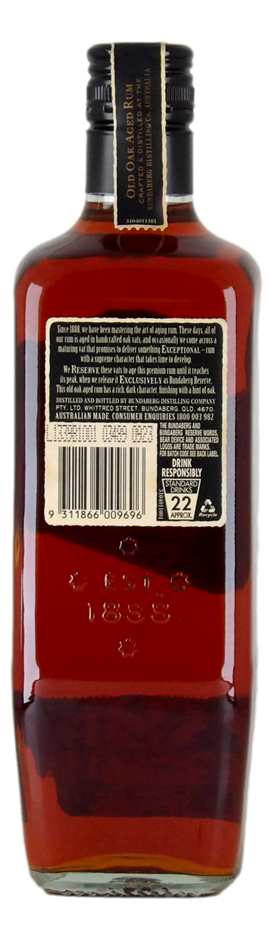 OLD OAK AGED RUM
CRAFTED & DISTILLED AT THE
BUNDABERG DISTILLING CO. AUSTRALIA
Since 1888, we have been mastering the art of aging rum. These days, all of
our rum is aged in handcrafted oak vats, and occasionally we come across a
maturing vat that promises to deliver something EXCEPTIONAL – rum
with a supreme character that takes time to develop.
We RESERVE these vats to age this premium rum until it reaches
its peak, when we release it EXCLUSIVELY as Bundaberg Reserve.
This old oak aged rum has a rich, dark character finishing with a hint of oak.
DISTILLED AND BOTTLED BY BUNDABERG DISTILLING COMPANY
PTY. LTD. WHITTRED STREET, BUNDABERG, QLD. 4670.
AUSTRALIAN MADE. CONSUMER ENQUIRIES 1800 003 982
THE BUNDABERG AND
BUNDABERG RESERVE WORDS,
BEAR DEVICE AND ASSOCIATED
LOGOS ARE TRADE MARKS.
FOR BATCH CODE SEE BACK LABEL.
DRINK
RESPONSIBLY
STANDARD
DRINKS
22
APPROX.
Recycle
9 311866 009696
EST.
1888